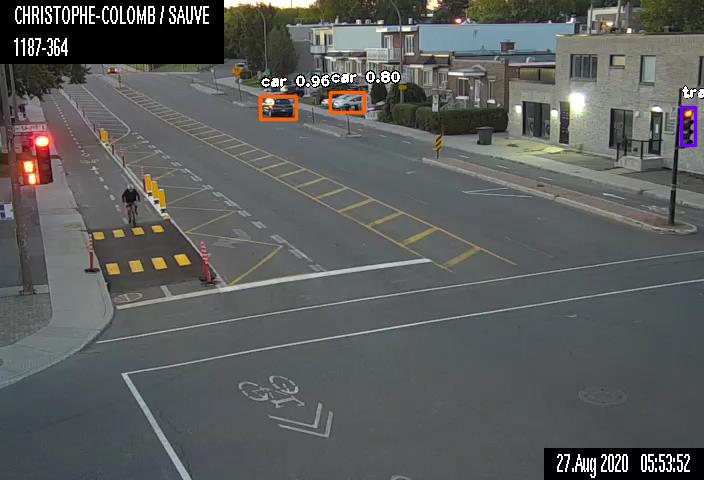 CHRISTOPHE-COLOMB / SAUVE
1187-364
car 0.96
car 0.80
tra
27.Aug 2020 05:53:52